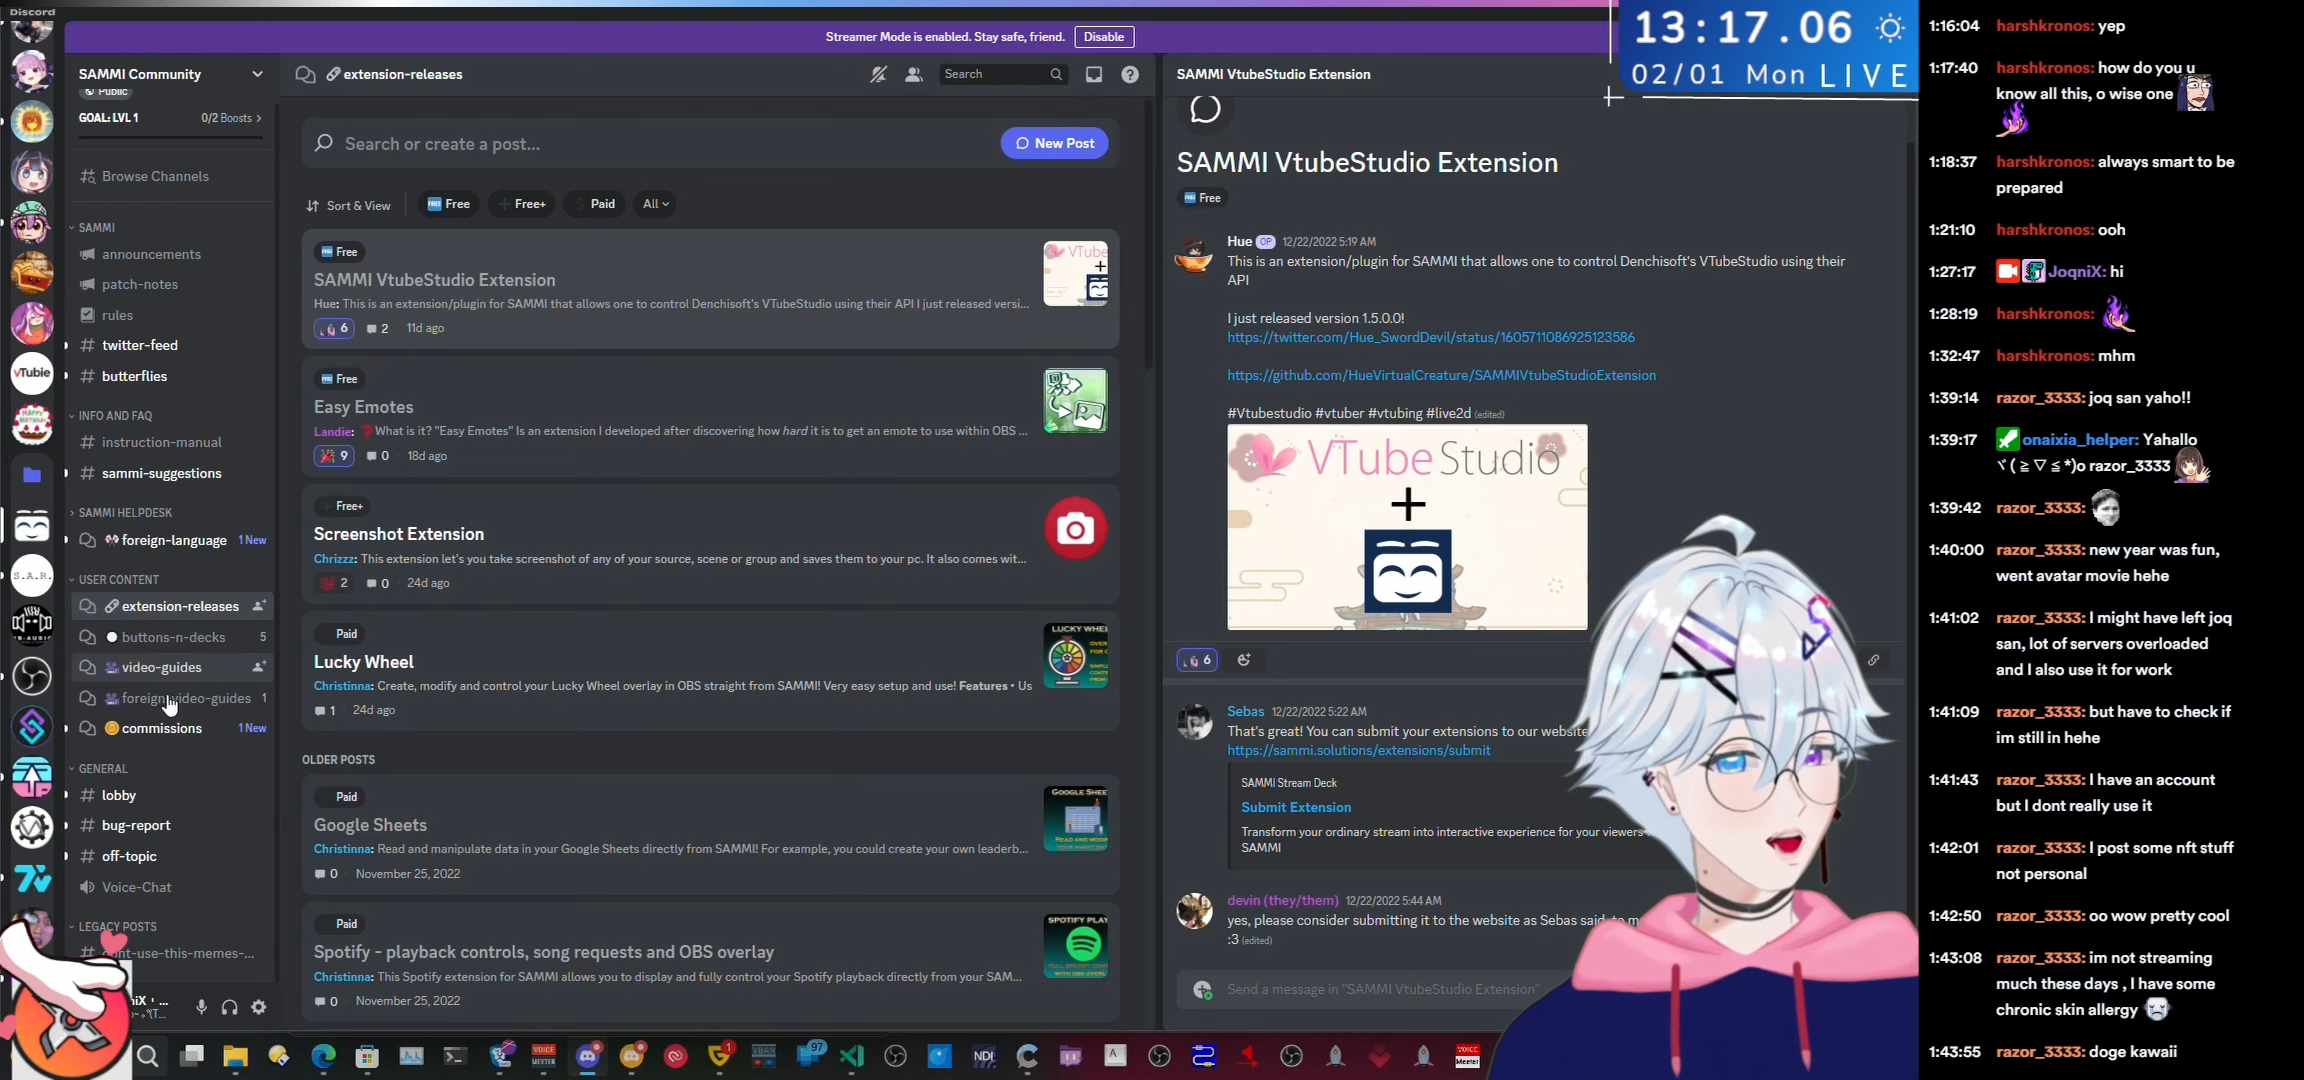 Discord
Streamer Mode is enabled. Stay safe, friend. Disable
SAMMI Community
Public
GOAL: LVL 1 0/2 Boosts >
Browse Channels
SAMMI
announcements
patch-notes
rules
twitter-feed
butterflies
INFO AND FAQ
instruction-manual
sammi-suggestions
SAMMI HELPDESK
foreign-language 1 New
USER CONTENT
extension-releases
buttons-n-decks 5
video-guides
foreign-video-guides 1
commissions 1 New
GENERAL
lobby
bug-report
off-topic
Voice-Chat
LEGACY POSTS
dont-use-this-memes-...
niX + ...
vTubie
S.A.R.
extension-releases
Search
Search or create a post...
New Post
Sort & View Free Free+ Paid All
Free
SAMMI VtubeStudio Extension
Hue: This is an extension/plugin for SAMMI that allows one to control Denchisoft's VTubeStudio using their API I just released versi...
6 2 11d ago
Free
Easy Emotes
Landie: ❓What is it? "Easy Emotes" Is an extension I developed after discovering how hard it is to get an emote to use within OBS ...
9 0 18d ago
Free+
Screenshot Extension
Chrizzz: This extension let's you take screenshot of any of your source, scene or group and saves them to your pc. It also comes wit...
2 0 24d ago
Paid
Lucky Wheel
Christinna: Create, modify and control your Lucky Wheel overlay in OBS straight from SAMMI! Very easy setup and use! Features • Us
1 24d ago
LUCKY WHEEL
OLDER POSTS
Paid
Google Sheets
Christinna: Read and manipulate data in your Google Sheets directly from SAMMI! For example, you could create your own leaderb...
0 November 25, 2022
GOOGLE SHEE
Paid
Spotify - playback controls, song requests and OBS overlay
Christinna: This Spotify extension for SAMMI allows you to display and fully control your Spotify playback directly from your SAM...
0 November 25, 2022
SPOTIFY PLAY
SAMMI VtubeStudio Extension
SAMMI VtubeStudio Extension
Free
Hue OP 12/22/2022 5:19 AM
This is an extension/plugin for SAMMI that allows one to control Denchisoft's VTubeStudio using their
API
I just released version 1.5.0.0!
https://twitter.com/Hue_SwordDevil/status/1605711086925123586
https://github.com/HueVirtualCreature/SAMMIVtubeStudioExtension
#Vtubestudio #vtuber #vtubing #live2d (edited)
VTube Studio
+
6
Sebas 12/22/2022 5:22 AM
That's great! You can submit your extensions to our website
https://sammi.solutions/extensions/submit
SAMMI Stream Deck
Submit Extension
Transform your ordinary stream into interactive experience for your viewers
SAMMI
devin (they/them) 12/22/2022 5:44 AM
yes, please consider submitting it to the website as Sebas said, to m
:3 (edited)
Send a message in "SAMMI VtubeStudio Extension"
13:17.06
02/01 Mon LIVE
1:16:04 harshkronos: yep
1:17:40 harshkronos: how do you u
know all this, o wise one
1:18:37 harshkronos: always smart to be
prepared
1:21:10 harshkronos: ooh
1:27:17 JoqniX: hi
1:28:19 harshkronos:
1:32:47 harshkronos: mhm
1:39:14 razor_3333: joq san yaho!!
1:39:17 onaixia_helper: Yahallo
ヾ(≧▽≦*)o razor_3333
1:39:42 razor_3333:
1:40:00 razor_3333: new year was fun,
went avatar movie hehe
1:41:02 razor_3333: I might have left joq
san, lot of servers overloaded
and I also use it for work
1:41:09 razor_3333: but have to check if
im still in hehe
1:41:43 razor_3333: I have an account
but I dont really use it
1:42:01 razor_3333: I post some nft stuff
not personal
1:42:50 razor_3333: oo wow pretty cool
1:43:08 razor_3333: im not streaming
much these days , I have some
chronic skin allergy
1:43:55 razor_3333: doge kawaii
VOICE
MEETER
1
VBAN
97
NDI
A
VOICE
Meeter